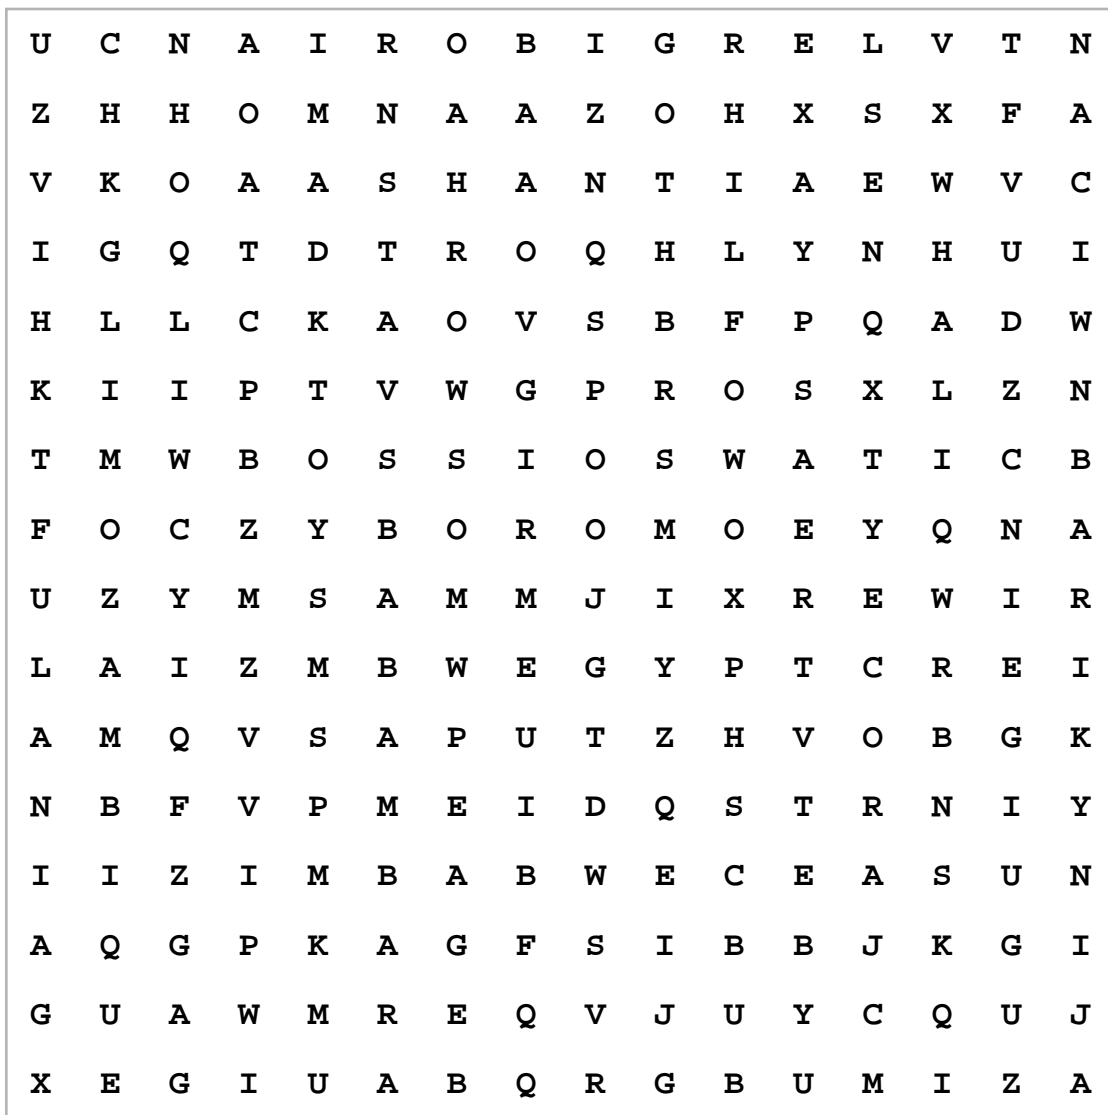 U C N A I R O B I G R E L V T N
Z H H O M N A A Z O H X S X F A
V K O A A S H A N T I A E W V C
I G Q T D T R O Q H L Y N H U I
H L L C K A O V S B F P Q A D W
K I I P T V W G P R O S X L Z N
T M W B O S S I O S W A T I C B
F O C Z Y B O R O M O E Y Q N A
U Z Y M S A M M J I X R E W I R
L A I Z M B W E G Y P T C R E I
A M Q V S A P U T Z H V O B G K
N B F V P M E I D Q S T R N I Y
I I Z I M B A B W E C E A S U N
A Q G P K A G F S I B B J K G I
G U A W M R E Q V J U Y C Q U J
X E G I U A B Q R G B U M I Z A